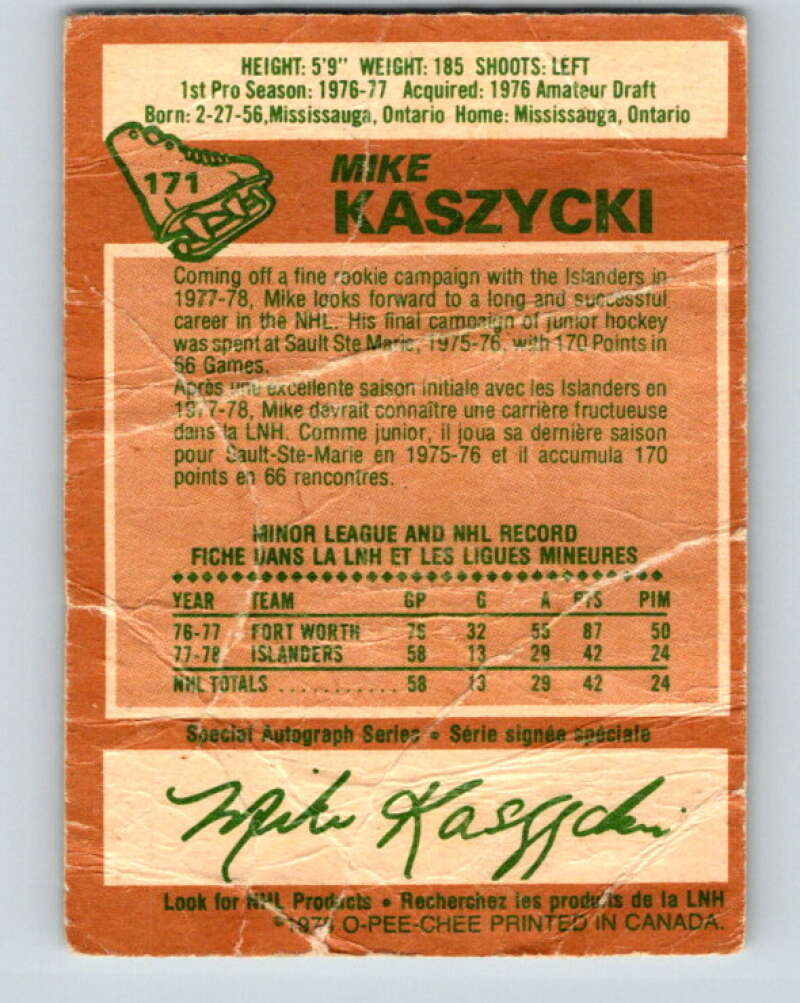 HEIGHT: 5'9" WEIGHT: 185 SHOOTS: LEFT
1st Pro Season: 1976-77 Acquired: 1976 Amateur Draft
Born: 2-27-56, Mississauga, Ontario Home: Mississauga, Ontario
171
MIKE
KASZYCKI
Coming off a fine rookie campaign with the Islanders in
1977-78, Mike looks forward to a long and successful
career in the NHL. His final campaign of junior hockey
was spent at Sault Ste Marie, 1975-76, with 170 Points in
66 Games.
Après une excellente saison initiale avec les Islanders en
1977-78, Mike davrait connaître une carrière fructueuse
dans la LNH. Comme junior, il joua sa dernière saison
pour Sault-Ste-Marie en 1975-76 et il accumula 170
points en 66 rencontres.
MINOR LEAGUE AND NHL RECORD
FICHE DANS LA LNH ET LES LIGUES MINEURES
YEAR TEAM GP G A PTS PIM
76-77 FORT WORTH 75 32 55 87 50
77-78 ISLANDERS 58 13 29 42 24
NHL TOTALS ............ 58 13 29 42 24
Special Autograph Series • Série signée spéciale
Mike Kaszycki
Look for NHL Products • Recherchez les produits de la LNH
©1978 O-PEE-CHEE PRINTED IN CANADA.